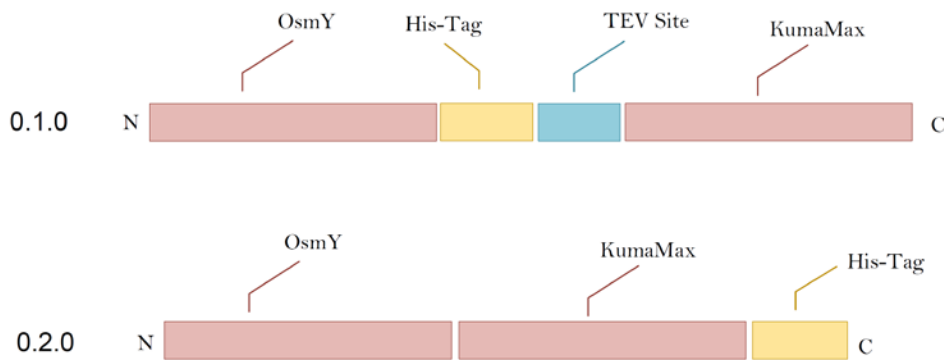 OsmY
His-Tag
TEV Site
KumaMax
0.1.0
N
C
OsmY
KumaMax
His-Tag
0.2.0
N
C